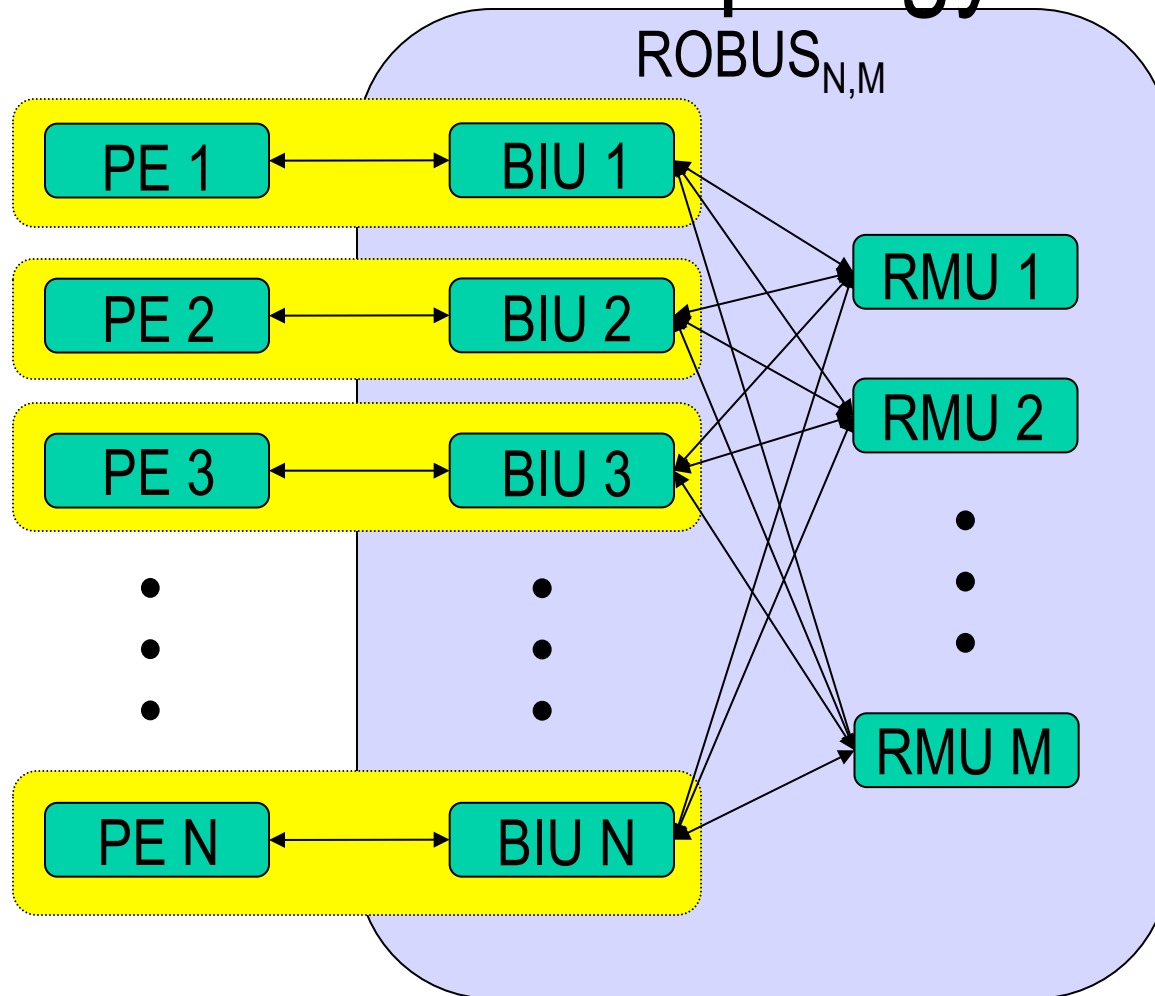 ROBUS N,M
PE 1 BIU 1
RMU 1
PE 2 BIU 2
RMU 2
PE 3 BIU 3
RMU M
PE N BIU N